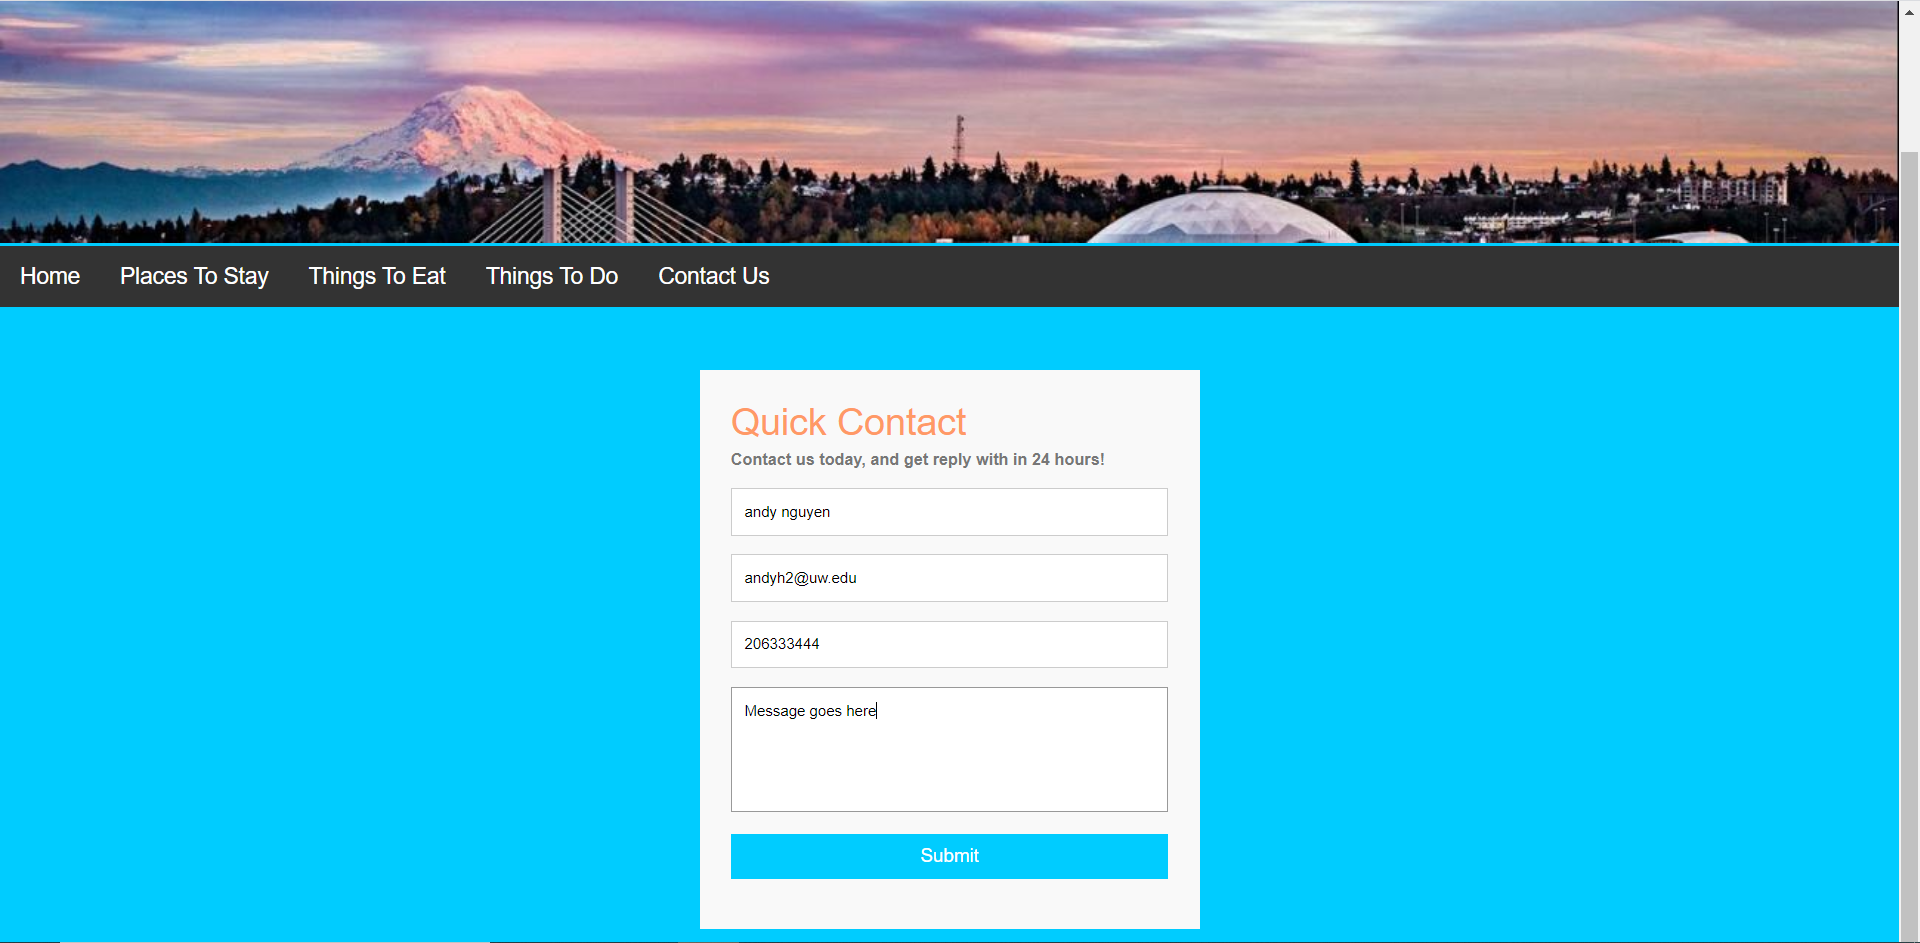 Home Places To Stay Things To Eat Things To Do Contact Us
Quick Contact
Contact us today, and get reply with in 24 hours!
andy nguyen
andyh2@uw.edu
206333444
Message goes here
Submit